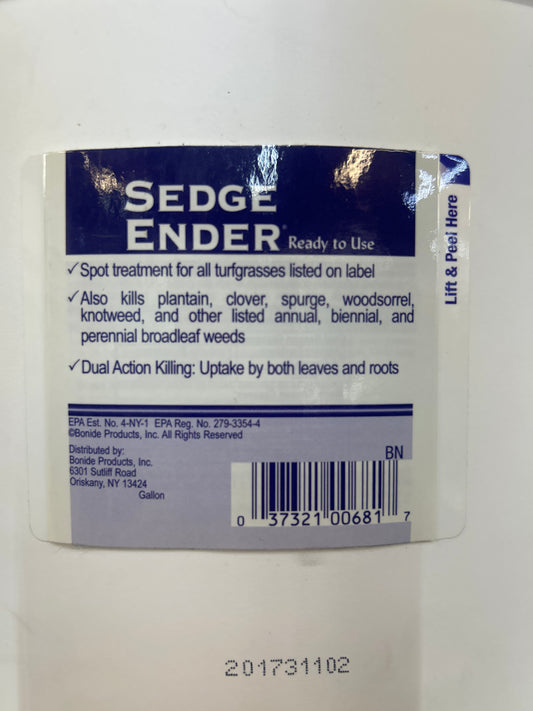 SEDGE
ENDER® Ready to Use
✓Spot treatment for all turfgrasses listed on label
✓Also kills plantain, clover, spurge, woodsorrel,
knotweed, and other listed annual, biennial, and
perennial broadleaf weeds
✓Dual Action Killing: Uptake by both leaves and roots
Lift & Peel Here
EPA Est. No. 4-NY-1 EPA Reg. No. 279-3354-4
©Bonide Products, Inc. All Rights Reserved
Distributed by:
Bonide Products, Inc.
6301 Sutliff Road
Oriskany, NY 13424
Gallon
BN
0 37321 00681 7
201731102